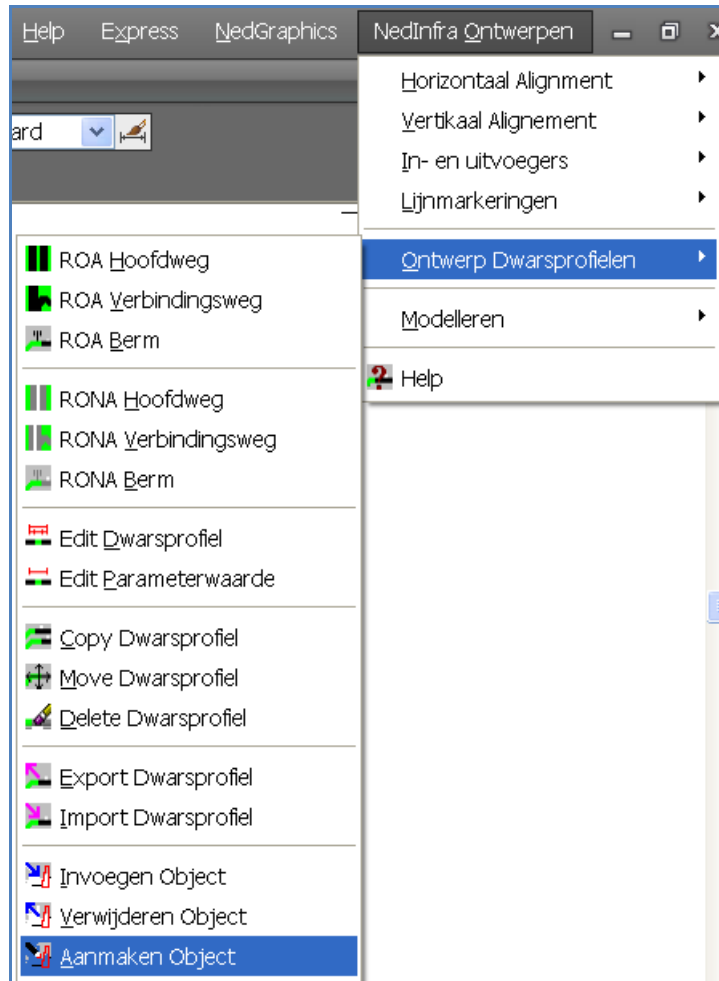 Help Express NedGraphics NedInfra Ontwerpen
ard
Horizontaal Alignment
Vertikaal Alignement
In- en uitvoegers
Lijnmarkeringen
Ontwerp Dwarsprofielen
Modelleren
Help
ROA Hoofdweg
ROA Verbindingsweg
ROA Berm
RONA Hoofdweg
RONA Verbindingsweg
RONA Berm
Edit Dwarsprofiel
Edit Parameterwaarde
Copy Dwarsprofiel
Move Dwarsprofiel
Delete Dwarsprofiel
Export Dwarsprofiel
Import Dwarsprofiel
Invoegen Object
Verwijderen Object
Aanmaken Object